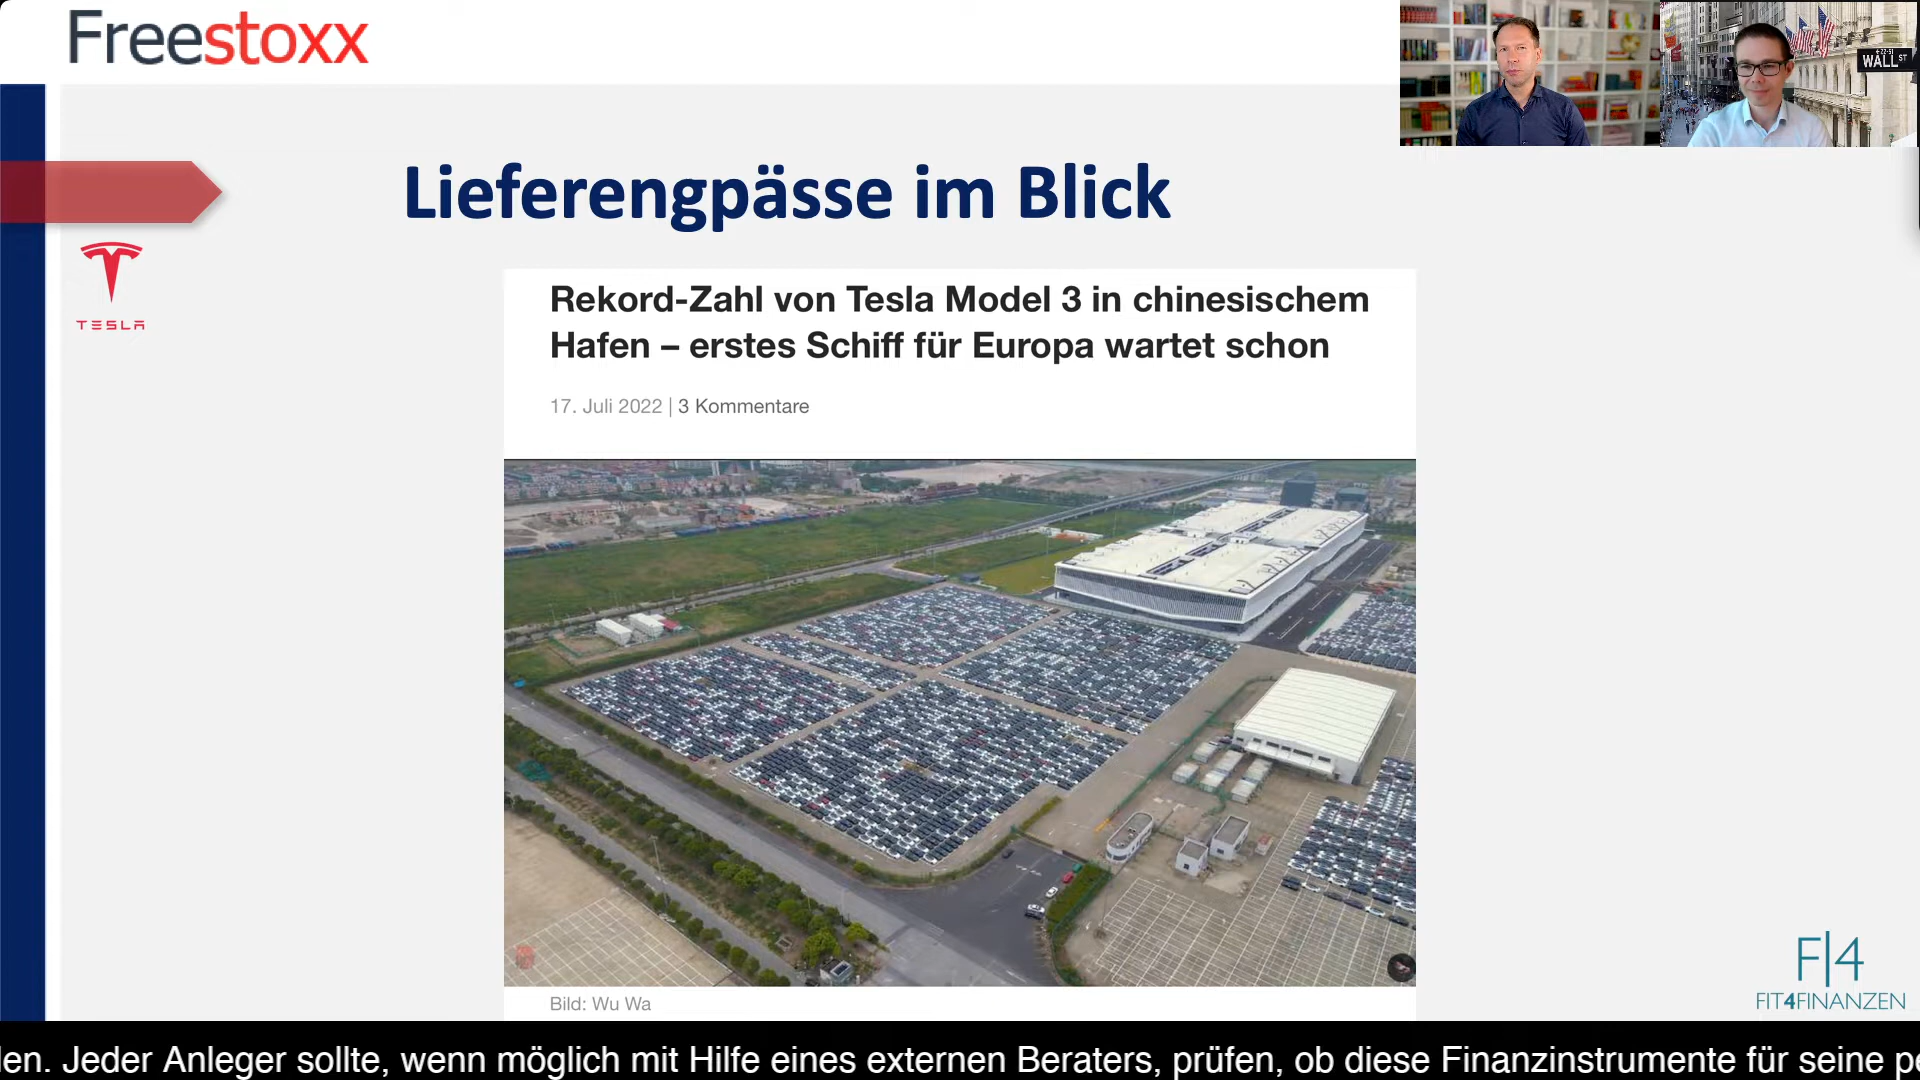 Freestoxx
WALL ST
Lieferengpässe im Blick
TESLA
Rekord-Zahl von Tesla Model 3 in chinesischem
Hafen – erstes Schiff für Europa wartet schon
17. Juli 2022 | 3 Kommentare
Bild: Wu Wa
F|4
FIT4FINANZEN
Jeder Anleger sollte, wenn möglich mit Hilfe eines externen Beraters, prüfen, ob diese Finanzinstrumente für seine